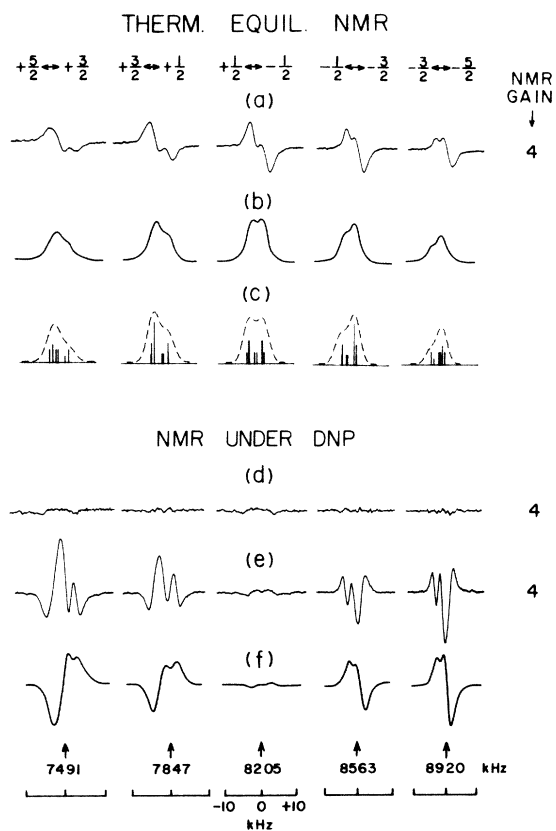 THERM. EQUIL. NMR
+5/2 ↔ +3/2 +3/2 ↔ +1/2 +1/2 ↔ −1/2 −1/2 ↔ −3/2 −3/2 ↔ −5/2
NMR
GAIN
↓
(a)
4
(b)
(c)
NMR UNDER DNP
(d)
4
(e)
4
(f)
7491 7847 8205 8563 8920 kHz
-10 0 +10
kHz